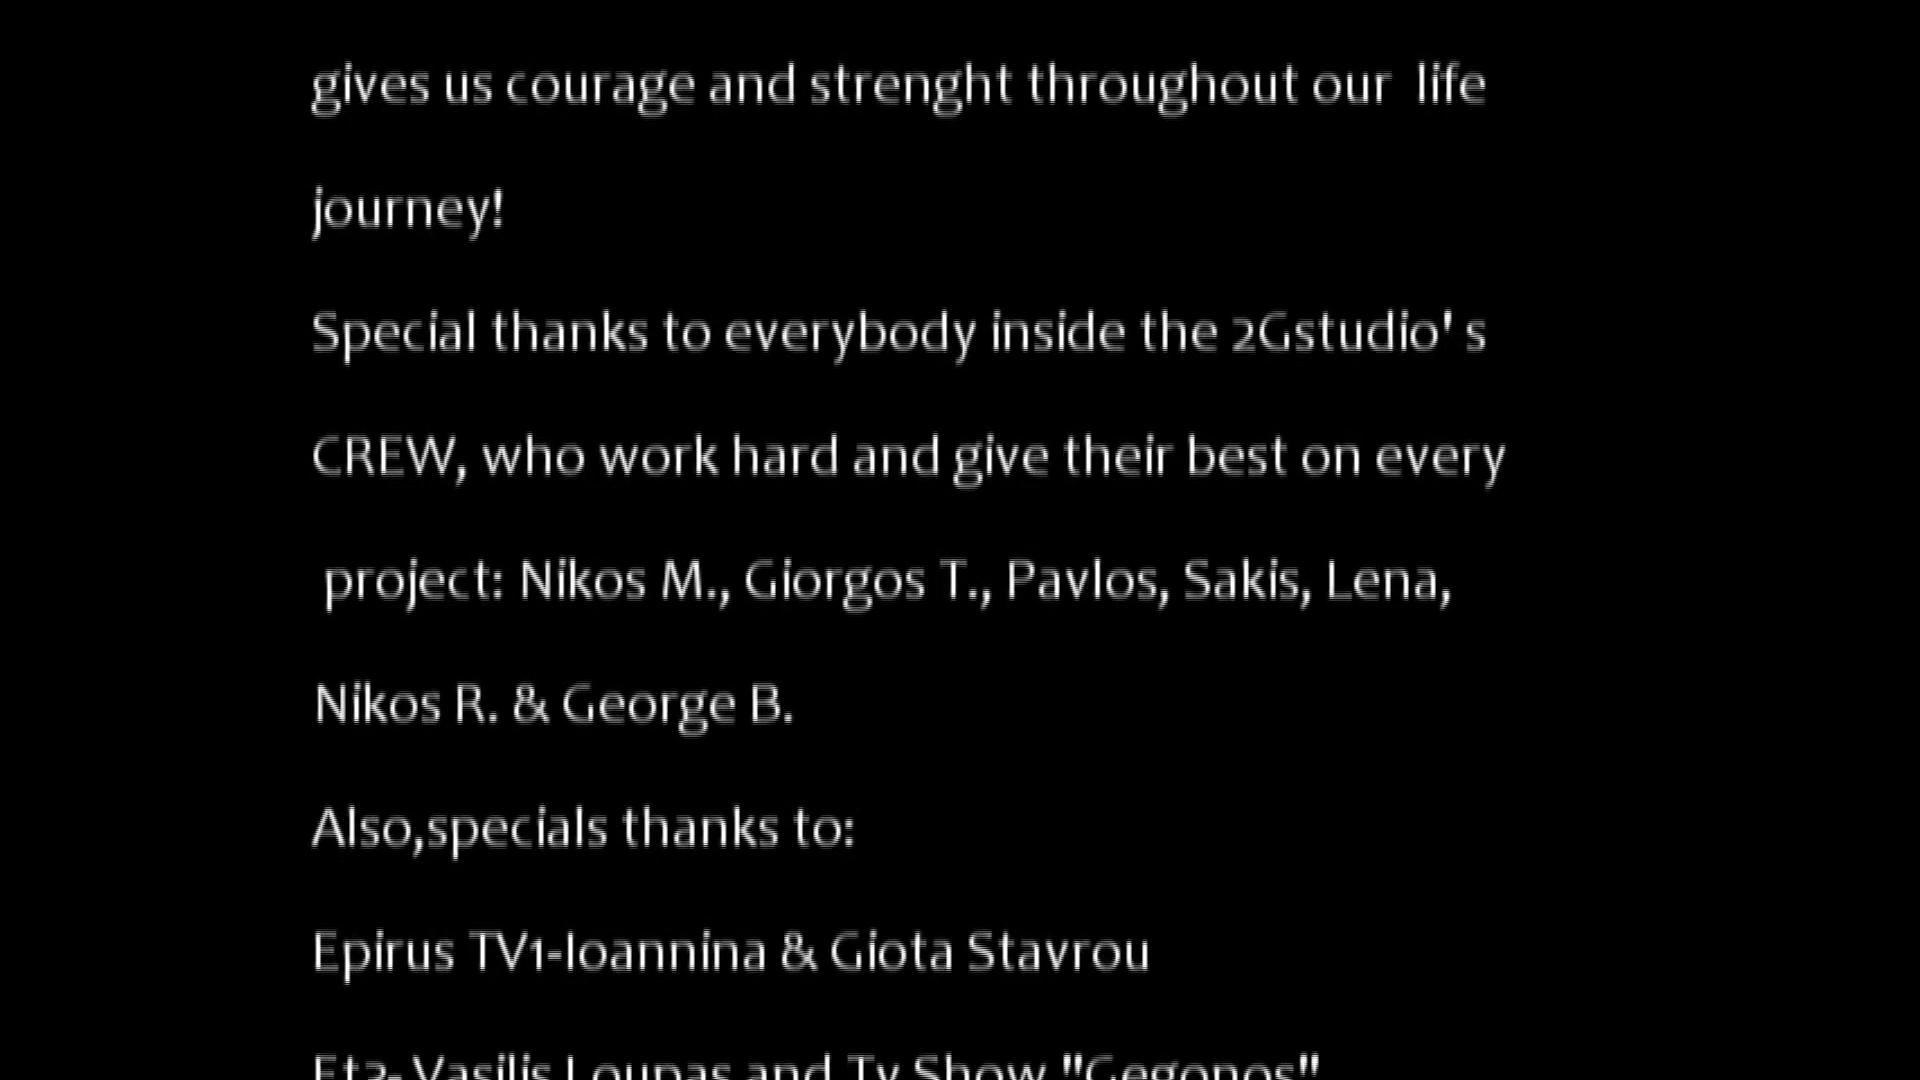 gives us courage and strenght throughout our  life
journey!
Special thanks to everybody inside the 2Gstudio' s
CREW, who work hard and give their best on every
project: Nikos M., Giorgos T., Pavlos, Sakis, Lena,
Nikos R. & George B.
Also,specials thanks to:
Epirus TV1-Ioannina & Giota Stavrou
Et3- Vasilis Loupas and Tv Show "Gegonos"